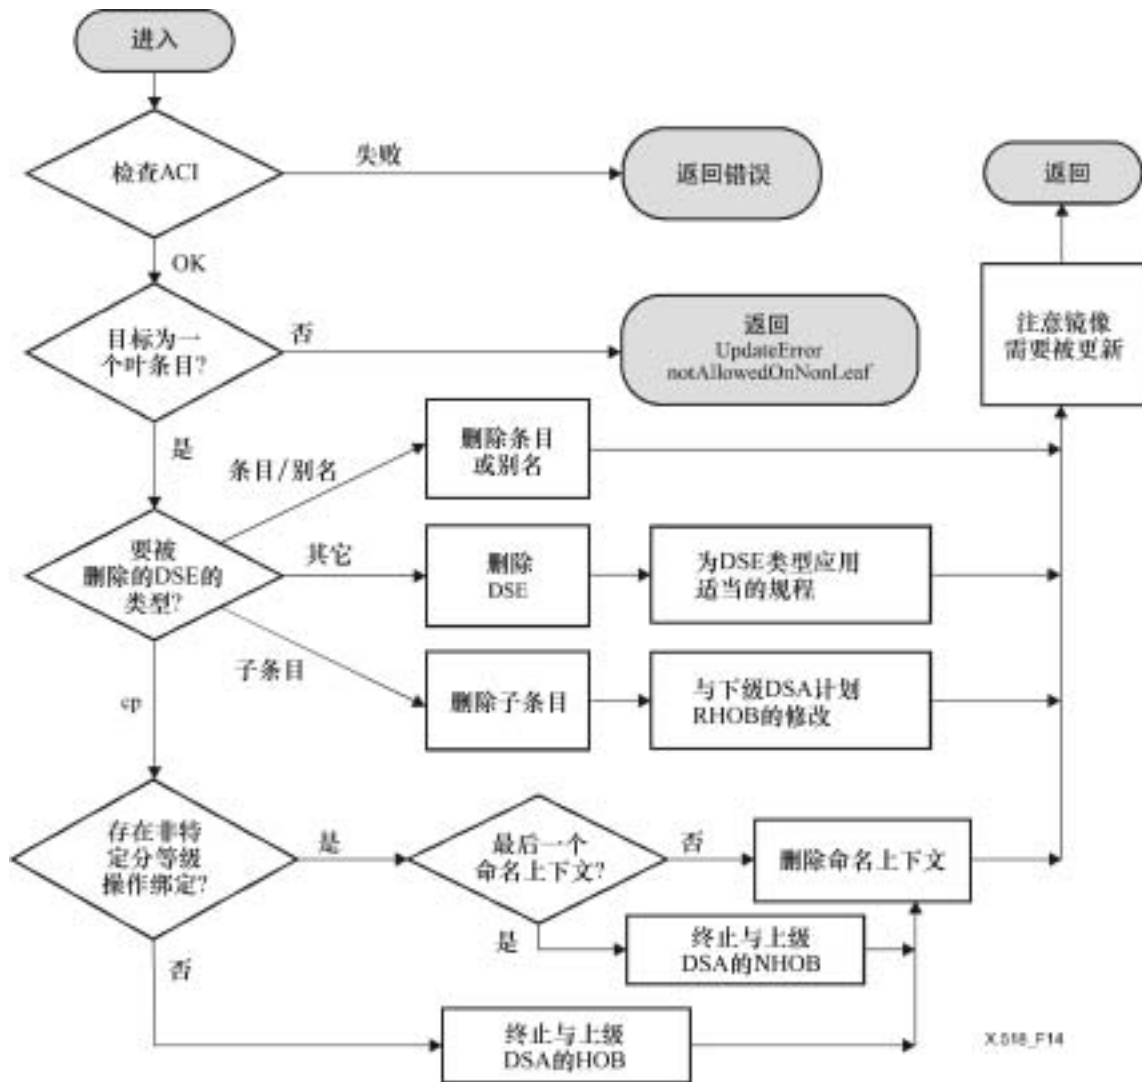 进入
检查ACI
失败
返回错误
返回
OK
目标为一
个叶条目?
否
返回
UpdateError
notAllowedOnNonLeaf
注意镜像
需要被更新
是
条目/别名
删除条目
或别名
要被
删除的DSE的
类型?
其它
删除
DSE
为DSE类型应用
适当的规程
子条目
删除子条目
与下级DSA计划
RHOB的修改
cp
存在非特
定分等级
操作绑定?
是
最后一个
命名上下文?
否
删除命名上下文
是
终止与上级
DSA的NHOB
否
终止与上级
DSA的HOB
X.518_F14